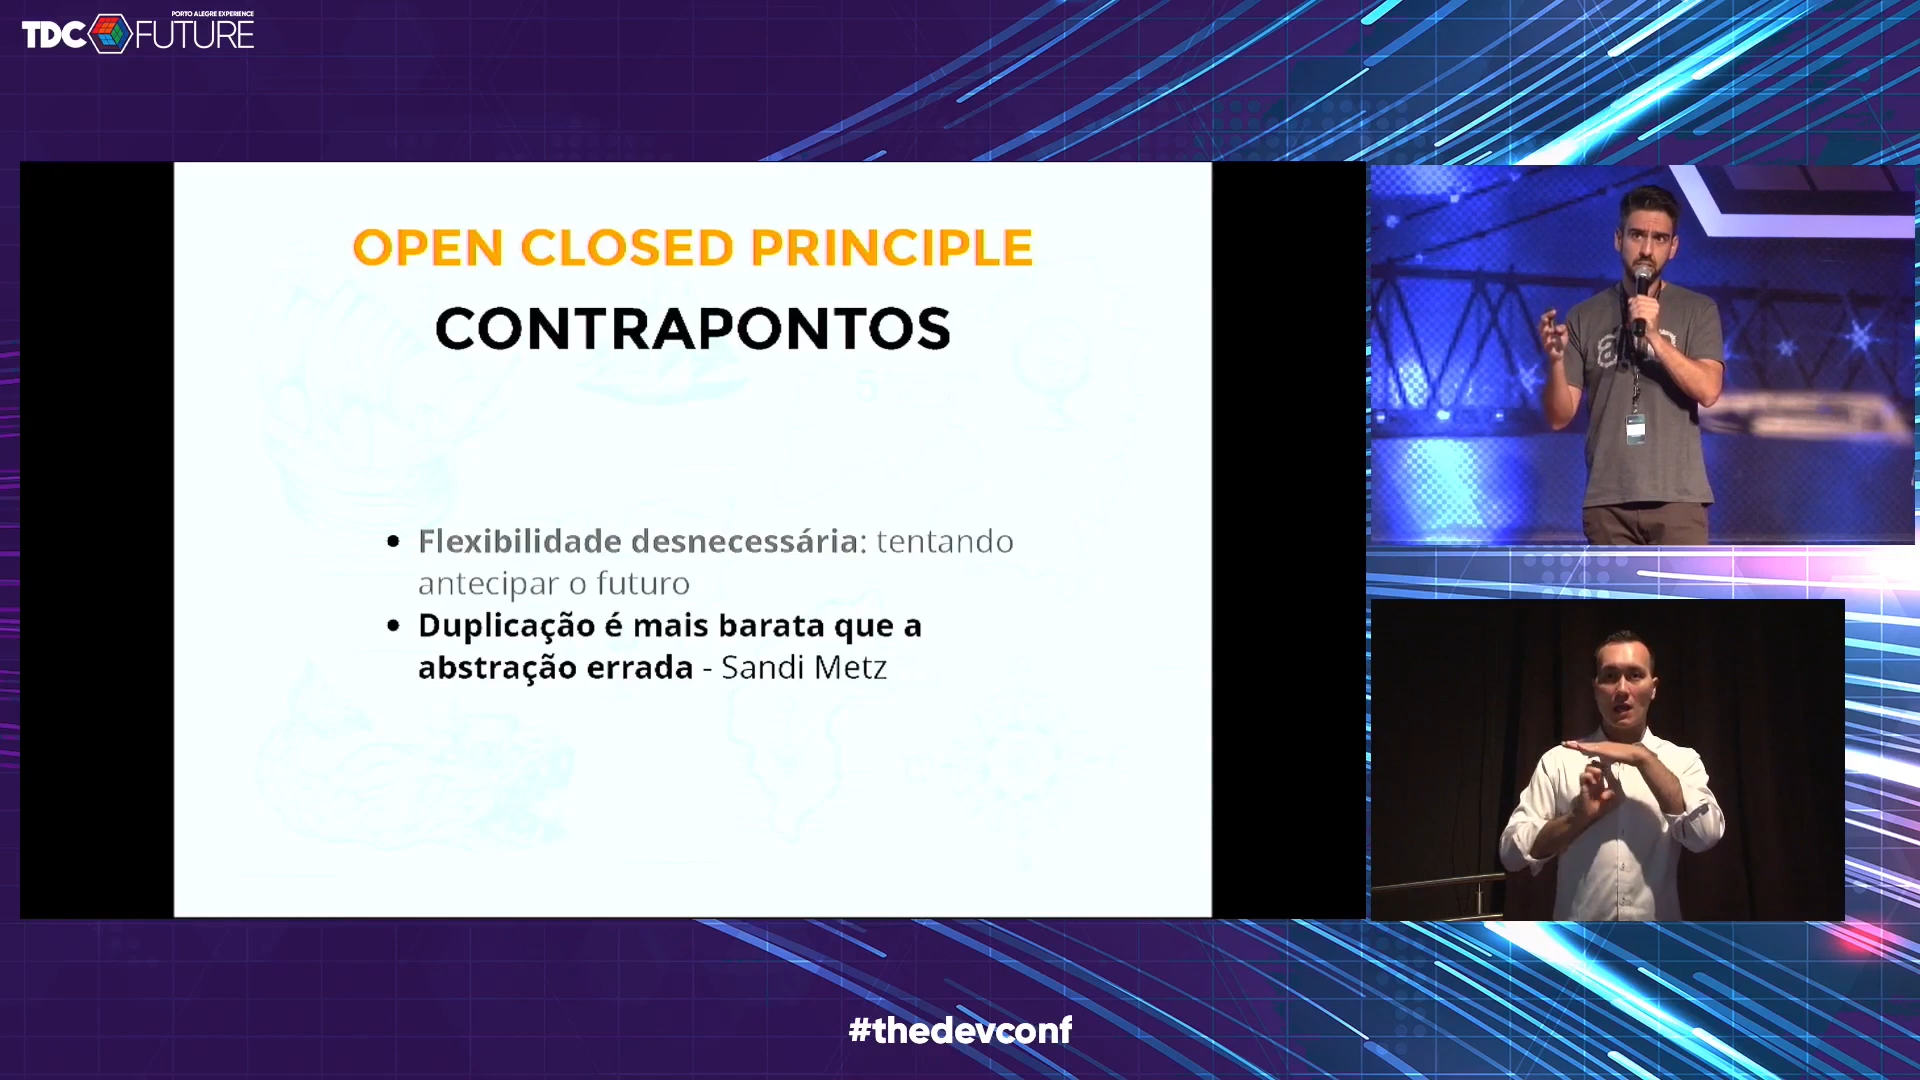 PORTO ALEGRE EXPERIENCE
TDC FUTURE
OPEN CLOSED PRINCIPLE
CONTRAPONTOS
• Flexibilidade desnecessária: tentando
antecipar o futuro
• Duplicação é mais barata que a
abstração errada - Sandi Metz
#thedevconf